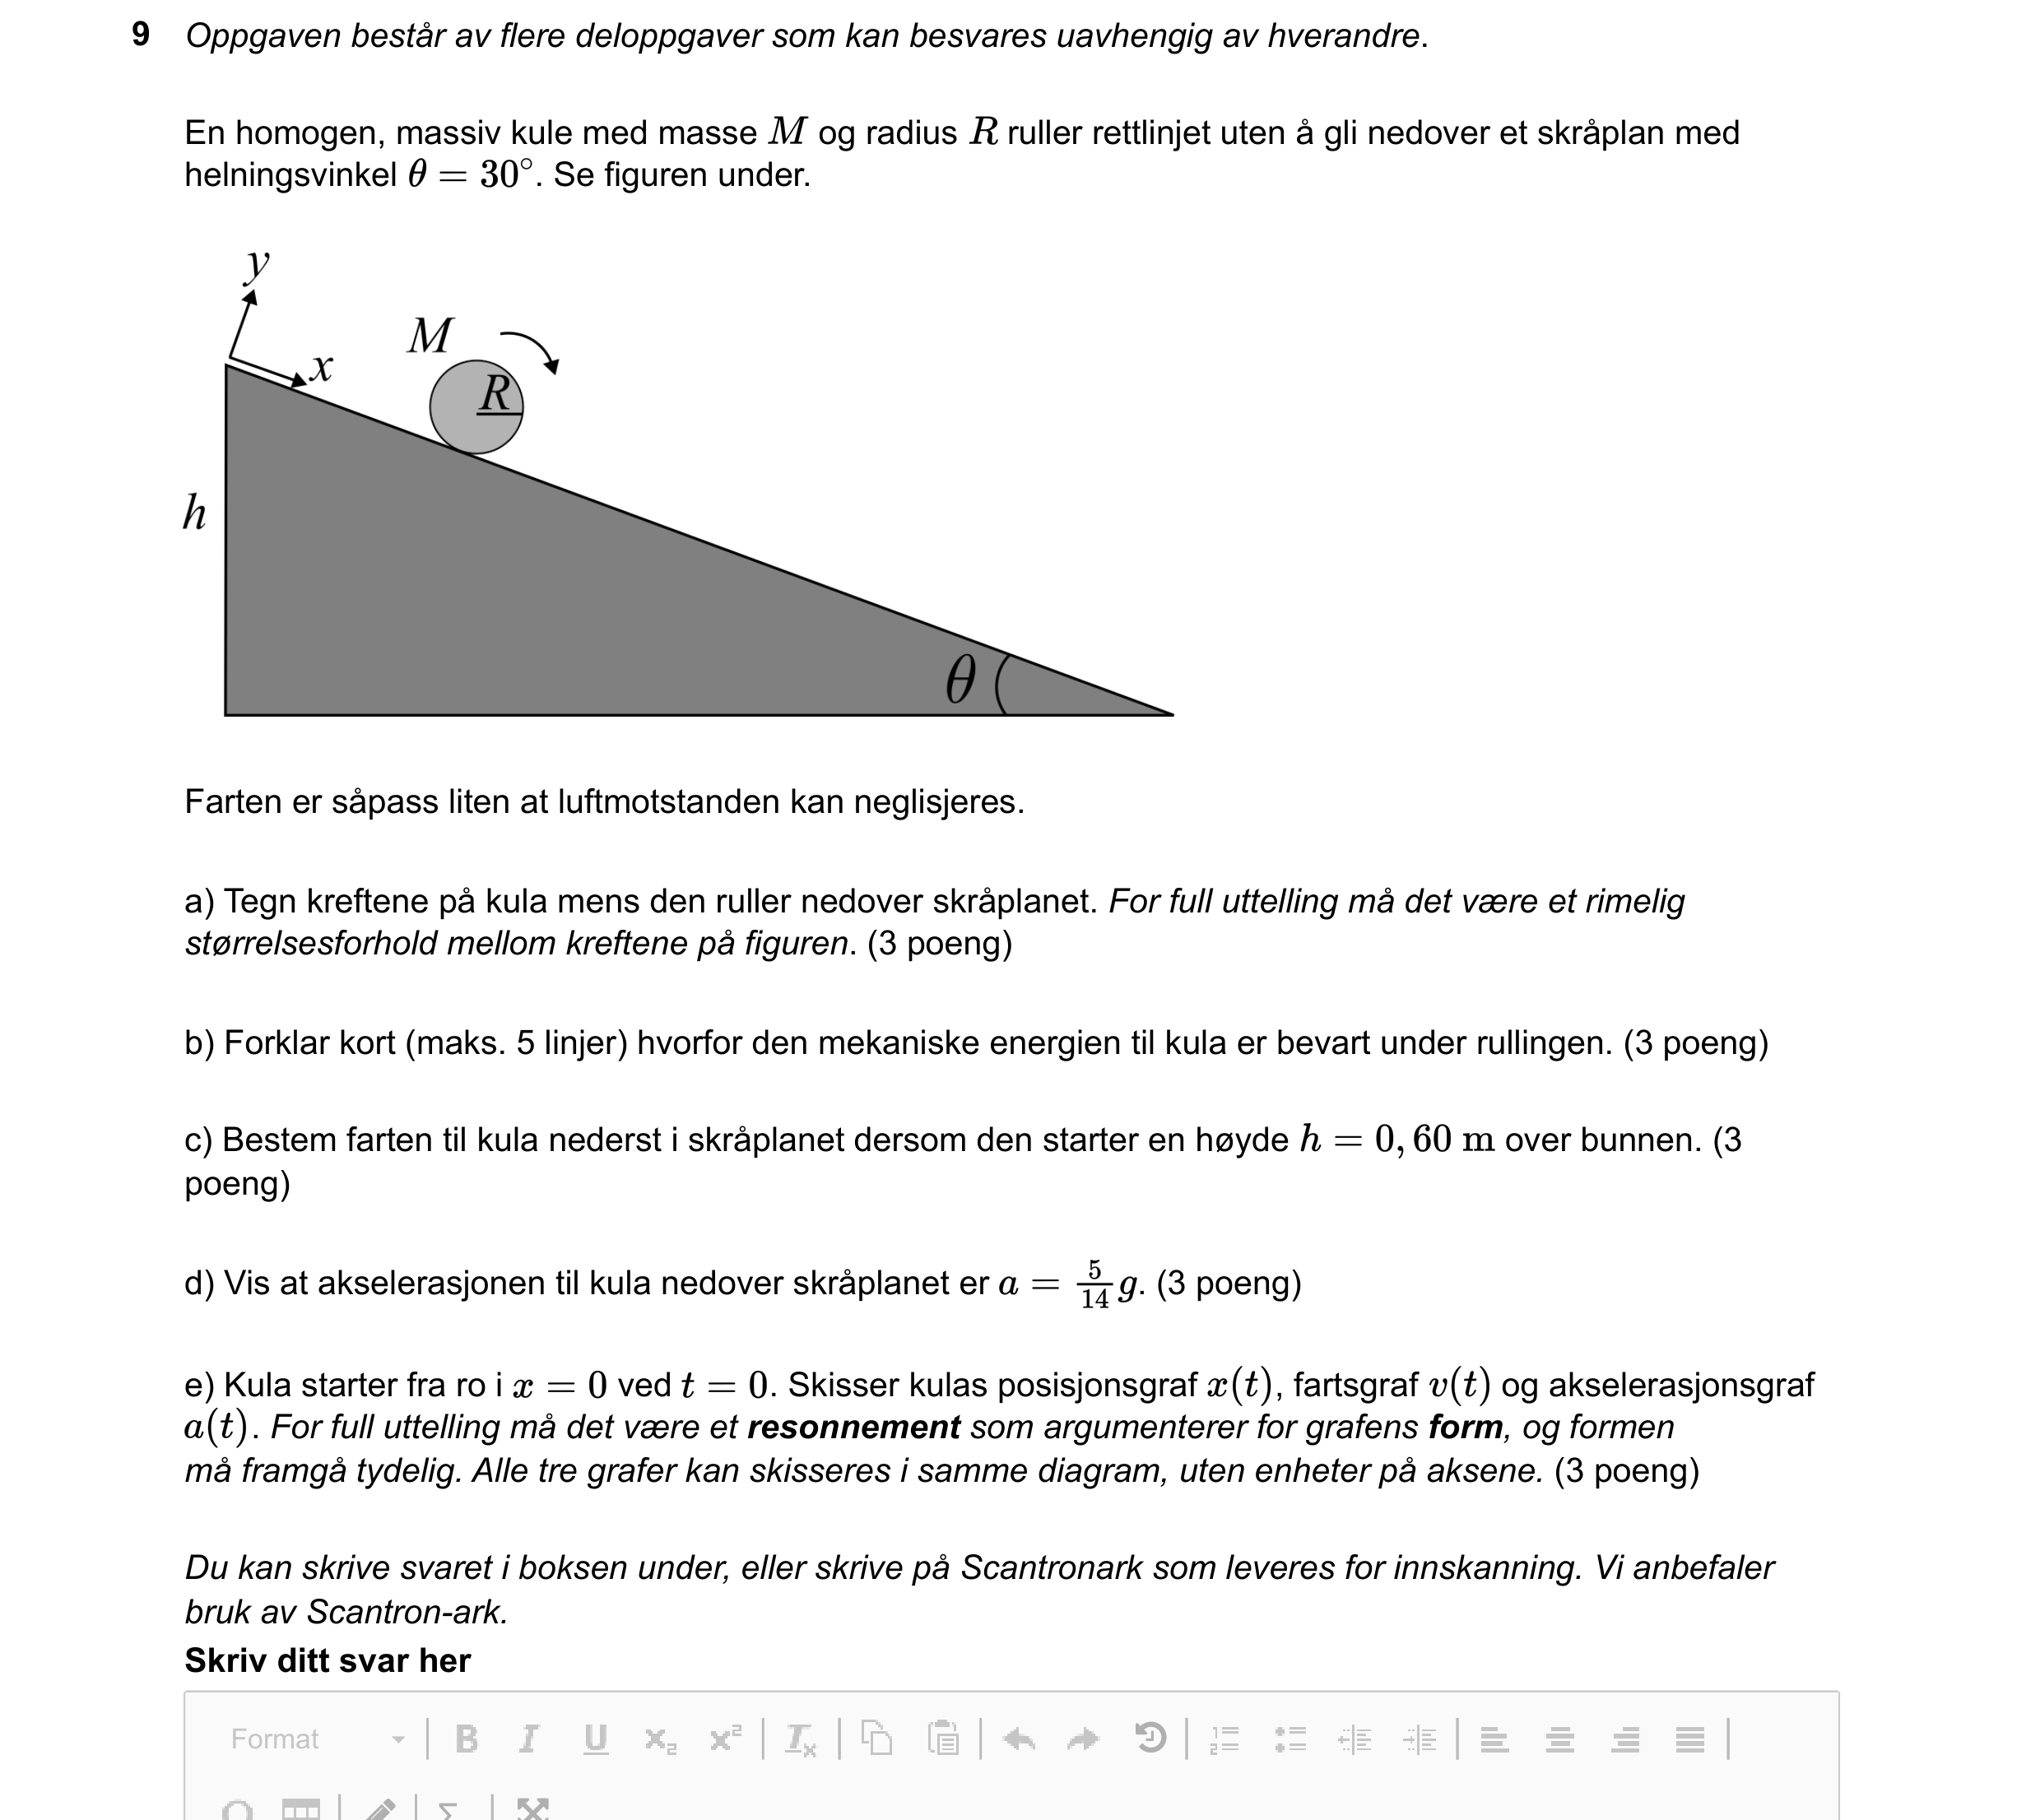 9 Oppgaven består av flere deloppgaver som kan besvares uavhengig av hverandre.
En homogen, massiv kule med masse M og radius R ruller rettlinjet uten å gli nedover et skråplan med
helningsvinkel θ = 30°. Se figuren under.
y
x
M
R
h
θ
Farten er såpass liten at luftmotstanden kan neglisjeres.
a) Tegn kreftene på kula mens den ruller nedover skråplanet. For full uttelling må det være et rimelig
størrelsesforhold mellom kreftene på figuren. (3 poeng)
b) Forklar kort (maks. 5 linjer) hvorfor den mekaniske energien til kula er bevart under rullingen. (3 poeng)
c) Bestem farten til kula nederst i skråplanet dersom den starter en høyde h = 0, 60 m over bunnen. (3
poeng)
d) Vis at akselerasjonen til kula nedover skråplanet er a = 5/14 g. (3 poeng)
e) Kula starter fra ro i x = 0 ved t = 0. Skisser kulas posisjonsgraf x(t), fartsgraf v(t) og akselerasjonsgraf
a(t). For full uttelling må det være et resonnement som argumenterer for grafens form, og formen
må framgå tydelig. Alle tre grafer kan skisseres i samme diagram, uten enheter på aksene. (3 poeng)
Du kan skrive svaret i boksen under, eller skrive på Scantronark som leveres for innskanning. Vi anbefaler
bruk av Scantron-ark.
Skriv ditt svar her
Format B I U x₂ x² Tx
Ω Σ